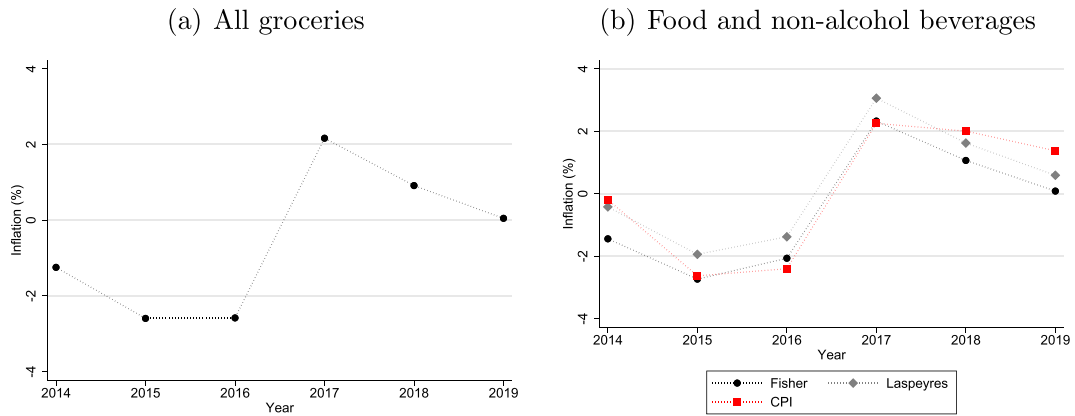 (a) All groceries
4
2
0
-2
-4
Inflation (%)
2014 2015 2016 2017 2018 2019
Year
(b) Food and non-alcohol beverages
4
2
0
-2
-4
Inflation (%)
2014 2015 2016 2017 2018 2019
Year
Fisher Laspeyres
CPI